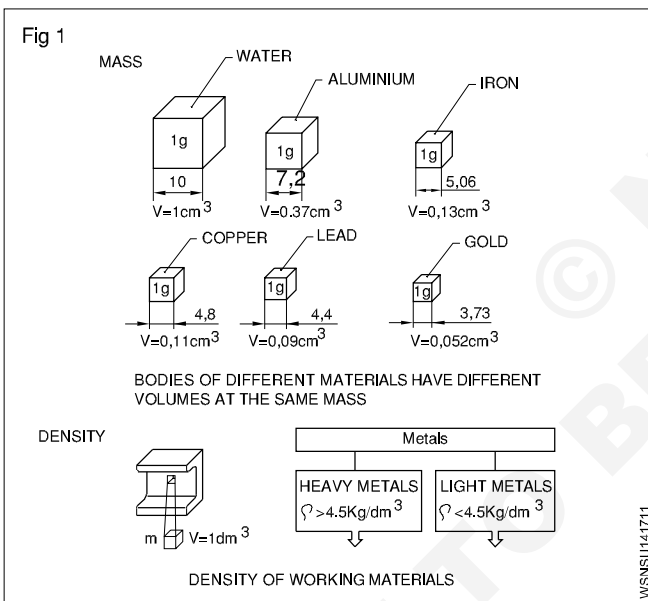 Fig 1
MASS
WATER
1g
10
V=1cm³
ALUMINIUM
1g
7,2
V=0.37cm³
IRON
1g
5,06
V=0,13cm³
COPPER
1g
4,8
V=0,11cm³
LEAD
1g
4,4
V=0,09cm³
GOLD
1g
3,73
V=0,052cm³
BODIES OF DIFFERENT MATERIALS HAVE DIFFERENT
VOLUMES AT THE SAME MASS
DENSITY
m V=1dm³
Metals
HEAVY METALS
ρ>4.5Kg/dm³
LIGHT METALS
ρ<4.5Kg/dm³
DENSITY OF WORKING MATERIALS
WSNSU141711
©